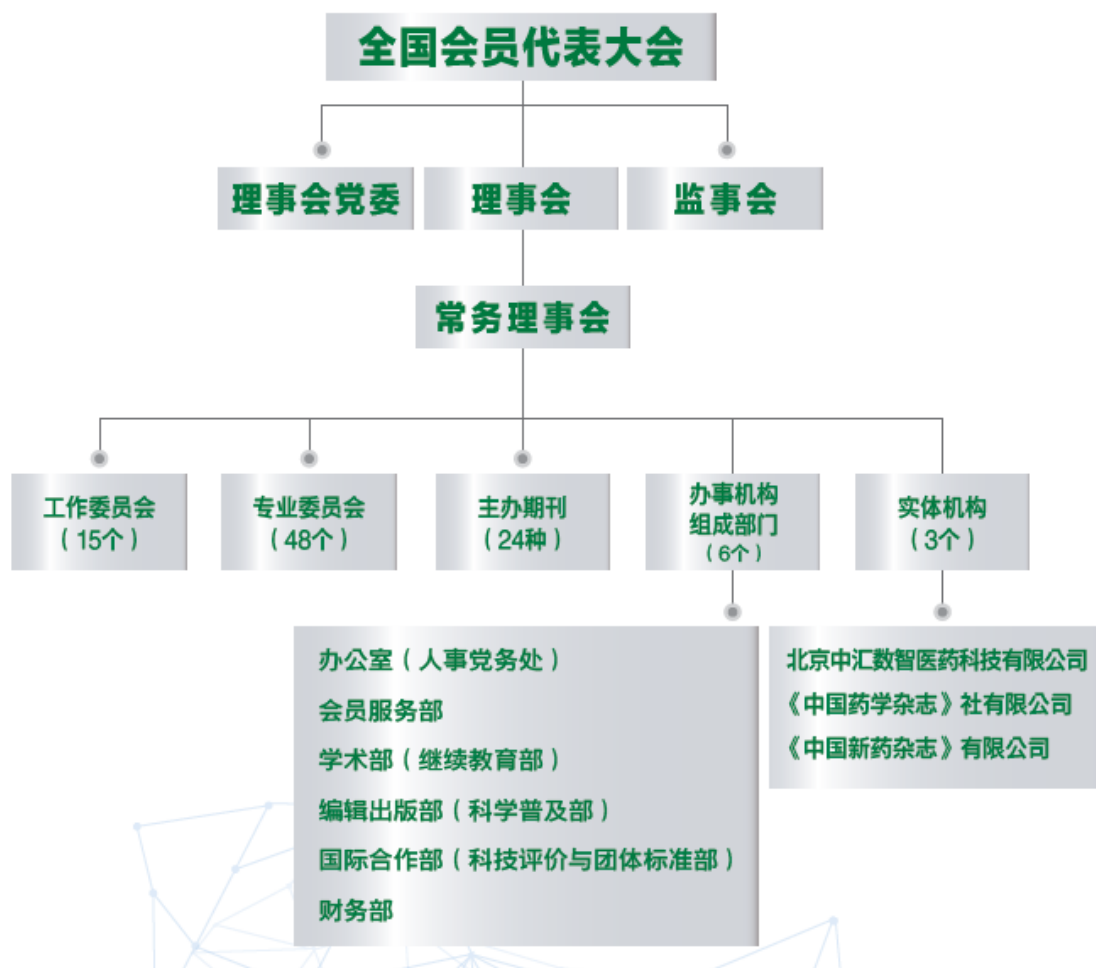 全国会员代表大会
理事会党委
理事会
监事会
常务理事会
工作委员会
（15个）
专业委员会
（48个）
主办期刊
（24种）
办事机构
组成部门
（6个）
实体机构
（3个）
办公室（人事党务处）
会员服务部
学术部（继续教育部）
编辑出版部（科学普及部）
国际合作部（科技评价与团体标准部）
财务部
北京中汇数智医药科技有限公司
《中国药学杂志》社有限公司
《中国新药杂志》有限公司